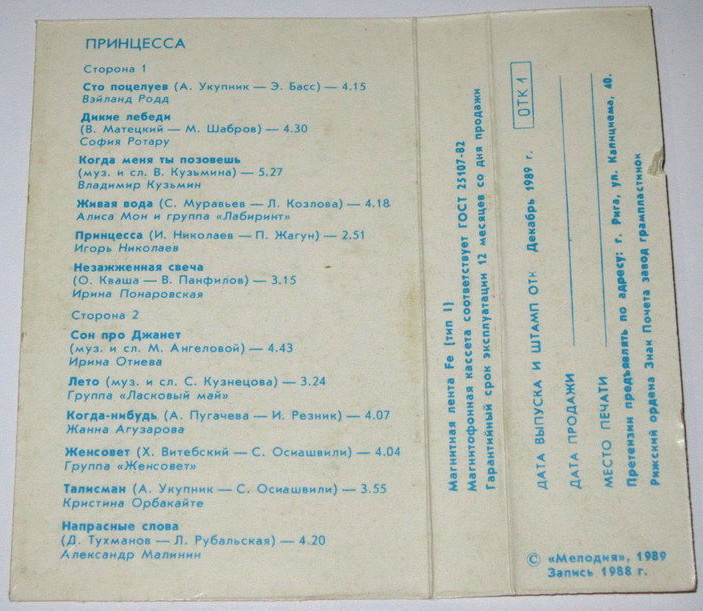 ПРИНЦЕССА
Сторона 1
Сто поцелуев (А. Укупник — Э. Басс) — 4.15
Вэйланд Родд
Дикие лебеди
(В. Матецкий — М. Шабров) — 4.30
София Ротару
Когда меня ты позовешь
(муз. и сл. В. Кузьмина) — 5.27
Владимир Кузьмин
Живая вода (С. Муравьев — Л. Козлова) — 4.18
Алиса Мон и группа «Лабиринт»
Принцесса (И. Николаев — П. Жагун) — 2.51
Игорь Николаев
Незажженная свеча
(О. Кваша — В. Панфилов) — 3.15
Ирина Понаровская
Сторона 2
Сон про Джанет
(муз. и сл. М. Ангеловой) — 4.43
Ирина Отиева
Лето (муз. и сл. С. Кузнецова) — 3.24
Группа «Ласковый май»
Когда-нибудь (А. Пугачева — И. Резник) — 4.07
Жанна Агузарова
Женсовет (Х. Витебский — С. Осиашвили) — 4.04
Группа «Женсовет»
Талисман (А. Укупник — С. Осиашвили) — 3.55
Кристина Орбакайте
Напрасные слова
(Д. Тухманов — Л. Рубальская) — 4.20
Александр Малинин
Магнитная лента Fe (тип I)
Магнитофонная кассета соответствует ГОСТ 25107-82
Гарантийный срок эксплуатации 12 месяцев со дня продажи
ОТК 1
ДАТА ВЫПУСКА И ШТАМП ОТК Декабрь 1989 г.
ДАТА ПРОДАЖИ
МЕСТО ПЕЧАТИ
Претензии предъявлять по адресу: г. Рига, ул. Калнциема, 40.
Рижский ордена Знак Почета завод грампластинок
© «Мелодия», 1989
Запись 1988 г.